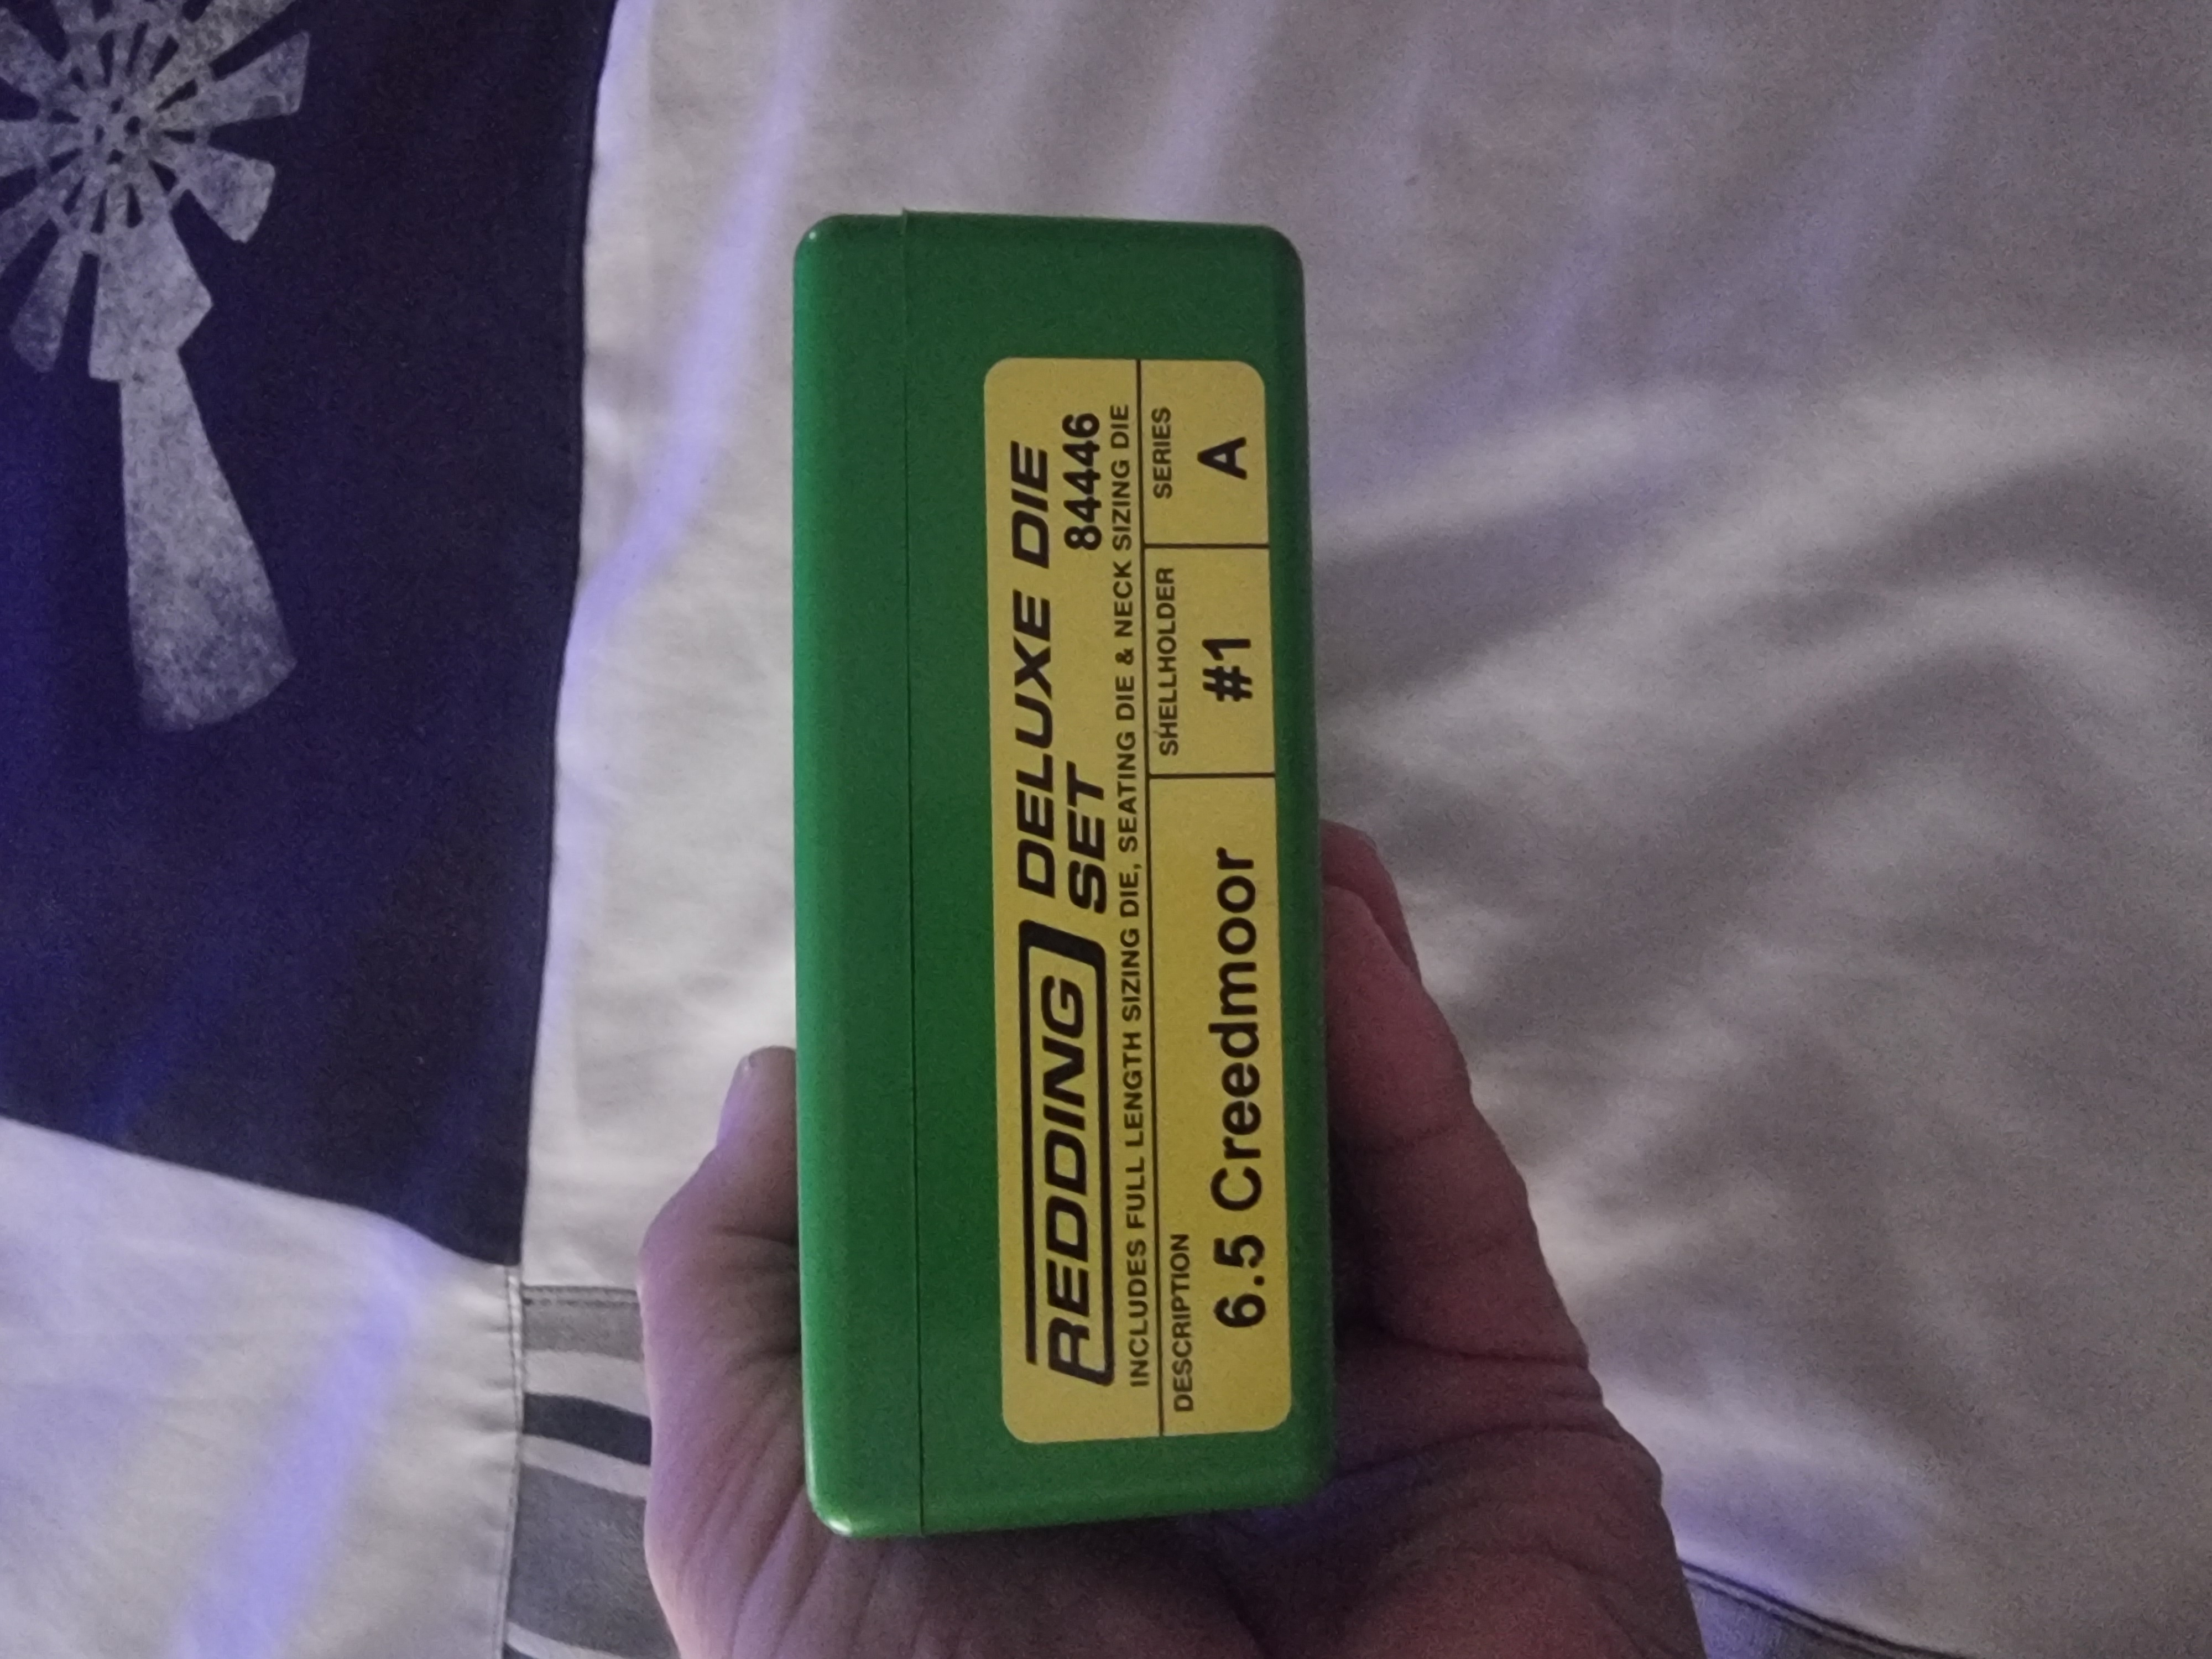 REDDING DELUXE DIE
SET 84446
INCLUDES FULL LENGTH SIZING DIE, SEATING DIE & NECK SIZING DIE
DESCRIPTION SHELLHOLDER SERIES
6.5 Creedmoor #1 A